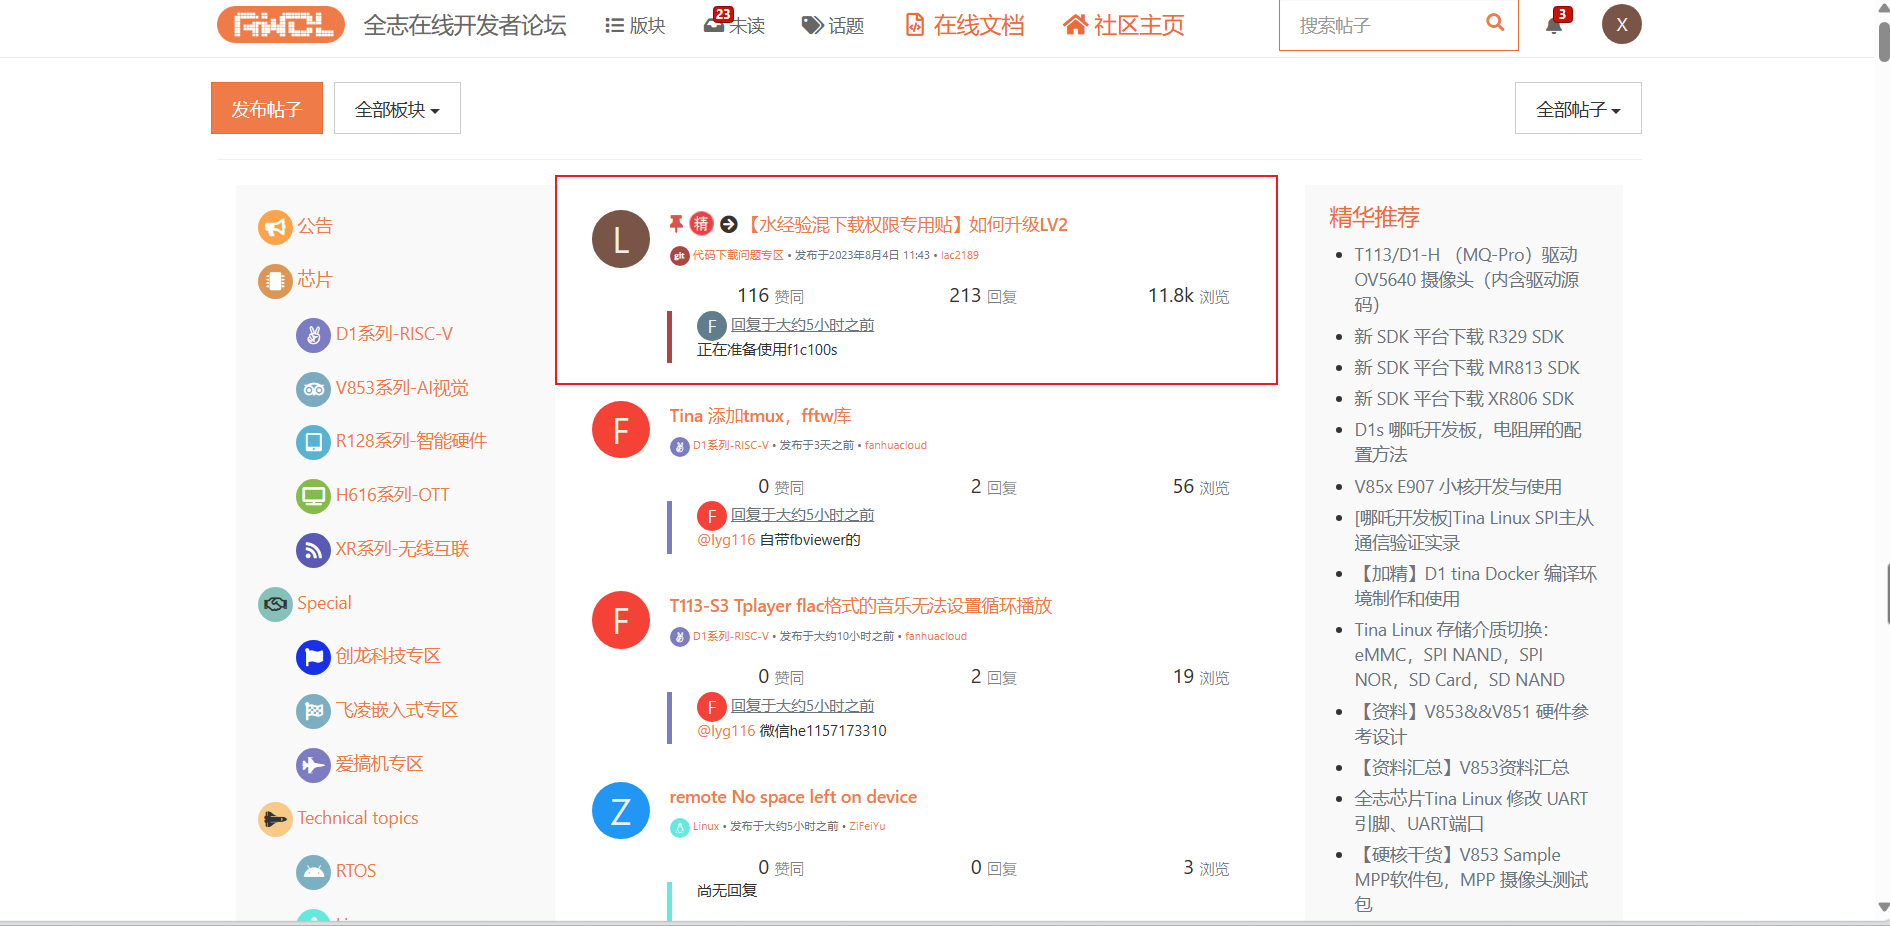 AWOL 全志在线开发者论坛 版块 23 未读 话题 在线文档 社区主页 搜索帖子 3 X
发布帖子 全部板块 全部帖子
公告
芯片
D1系列-RISC-V
V853系列-AI视觉
R128系列-智能硬件
H616系列-OTT
XR系列-无线互联
Special
创龙科技专区
飞凌嵌入式专区
爱搞机专区
Technical topics
RTOS
L
精 【水经验混下载权限专用贴】如何升级LV2
git 代码下载问题专区 • 发布于2023年8月4日 11:43 • lac2189
116 赞同 213 回复 11.8k 浏览
F 回复于大约5小时之前
正在准备使用f1c100s
F
Tina 添加tmux，fftw库
D1系列-RISC-V • 发布于3天之前 • fanhuacloud
0 赞同 2 回复 56 浏览
F 回复于大约5小时之前
@lyg116 自带fbviewer的
F
T113-S3 Tplayer flac格式的音乐无法设置循环播放
D1系列-RISC-V • 发布于大约10小时之前 • fanhuacloud
0 赞同 2 回复 19 浏览
F 回复于大约5小时之前
@lyg116 微信he1157173310
Z
remote No space left on device
Linux • 发布于大约5小时之前 • ZiFeiYu
0 赞同 0 回复 3 浏览
尚无回复
精华推荐
T113/D1-H （MQ-Pro）驱动
OV5640 摄像头（内含驱动源
码）
新 SDK 平台下载 R329 SDK
新 SDK 平台下载 MR813 SDK
新 SDK 平台下载 XR806 SDK
D1s 哪吒开发板，电阻屏的配
置方法
V85x E907 小核开发与使用
[哪吒开发板]Tina Linux SPI主从
通信验证实录
【加精】D1 tina Docker 编译环
境制作和使用
Tina Linux 存储介质切换：
eMMC，SPI NAND，SPI
NOR，SD Card，SD NAND
【资料】V853&&V851 硬件参
考设计
【资料汇总】V853资料汇总
全志芯片Tina Linux 修改 UART
引脚、UART端口
【硬核干货】V853 Sample
MPP软件包，MPP 摄像头测试
包